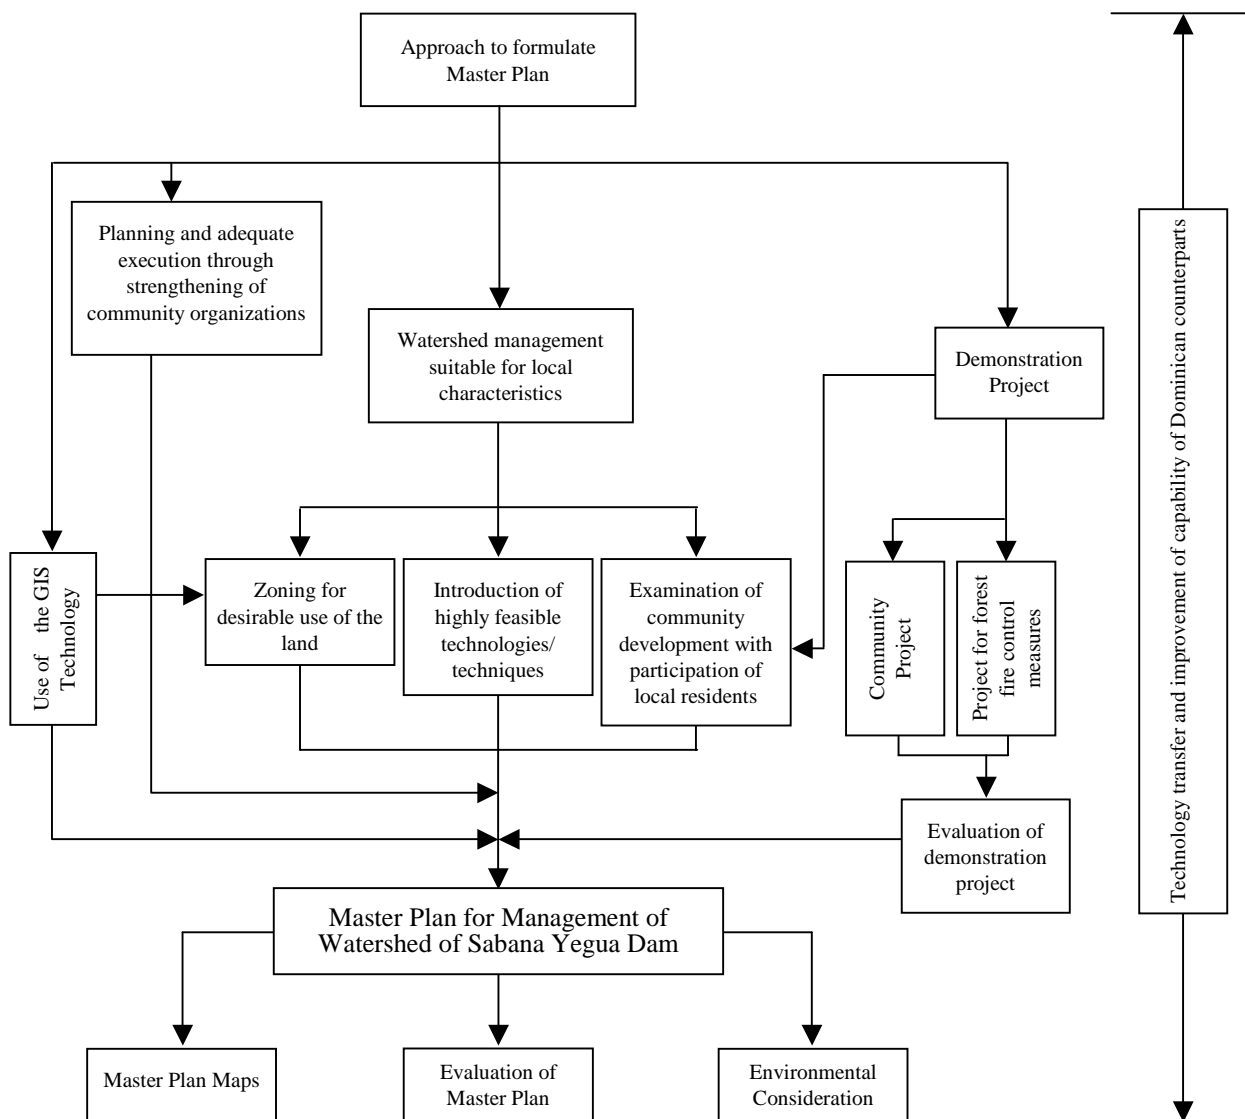 Approach to formulate
Master Plan
Planning and adequate
execution through
strengthening of
community organizations
Watershed management
suitable for local
characteristics
Demonstration
Project
Use of the GIS
Technology
Zoning for
desirable use of the
land
Introduction of
highly feasible
technologies/
techniques
Examination of
community
development with
participation of
local residents
Community
Project
Project for forest
fire control
measures
Evaluation of
demonstration
project
Master Plan for Management of
Watershed of Sabana Yegua Dam
Master Plan Maps
Evaluation of
Master Plan
Environmental
Consideration
Technology transfer and improvement of capability of Dominican counterparts